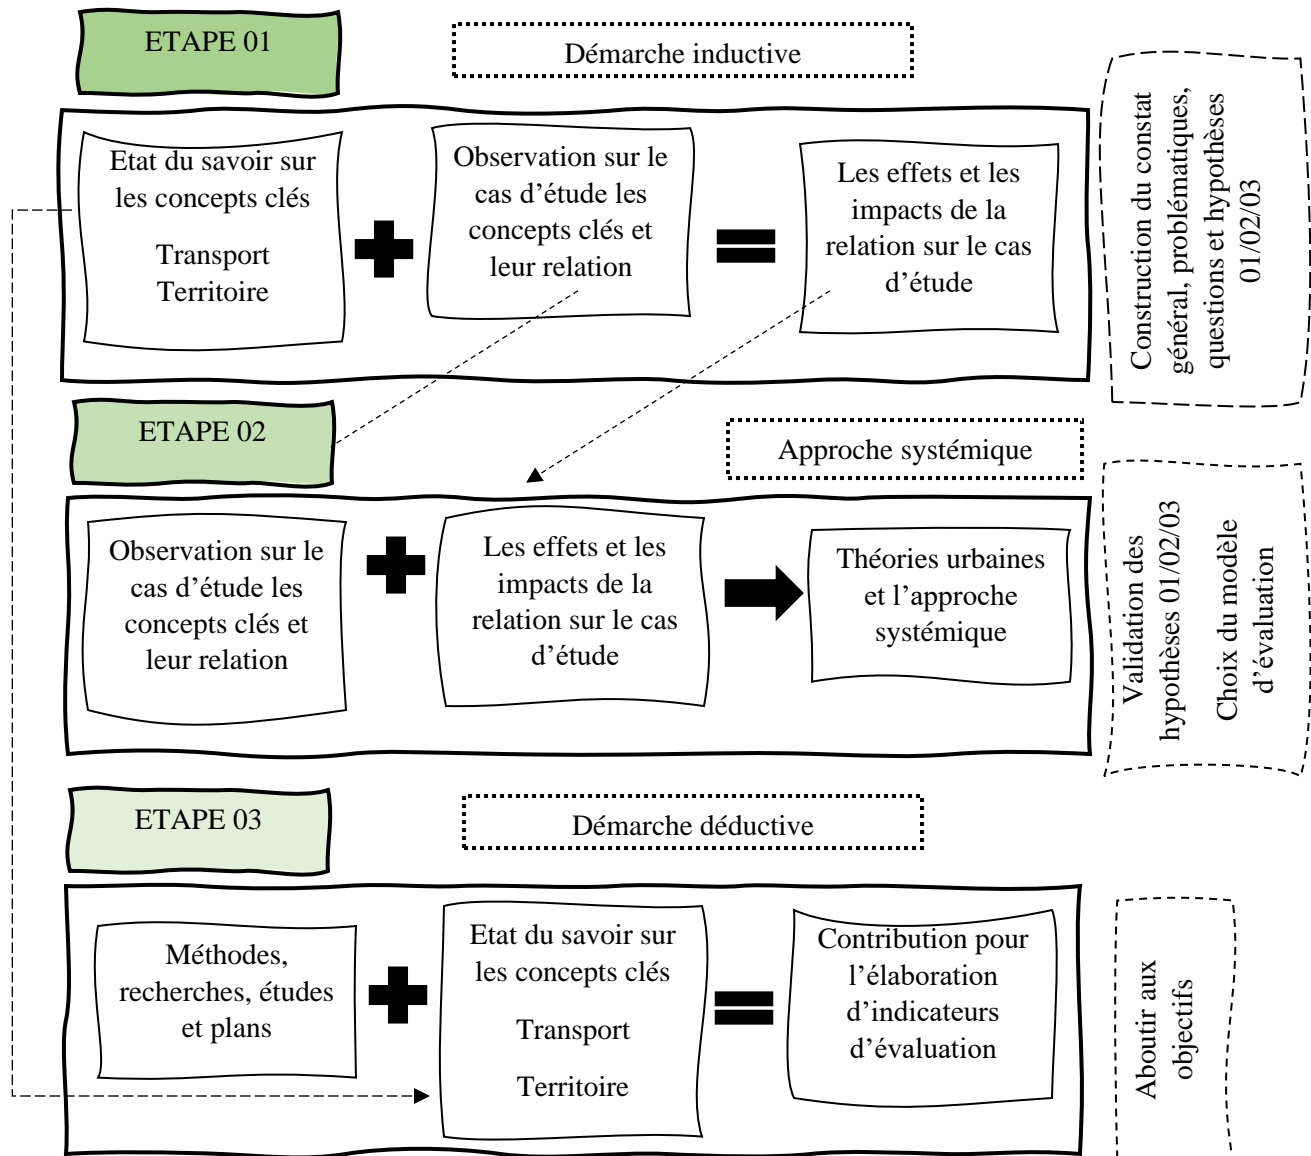 ETAPE 01
Démarche inductive
Etat du savoir sur
les concepts clés
Transport
Territoire
Observation sur le
cas d’étude les
concepts clés et
leur relation
Les effets et les
impacts de la
relation sur le cas
d’étude
Construction du constat
général, problématiques,
questions et hypothèses
01/02/03
ETAPE 02
Approche systémique
Observation sur le
cas d’étude les
concepts clés et
leur relation
Les effets et les
impacts de la
relation sur le cas
d’étude
Théories urbaines
et l’approche
systémique
Validation des
hypothèses 01/02/03
Choix du modèle
d’évaluation
ETAPE 03
Démarche déductive
Méthodes,
recherches, études
et plans
Etat du savoir sur
les concepts clés
Transport
Territoire
Contribution pour
l’élaboration
d’indicateurs
d’évaluation
Aboutir aux
objectifs